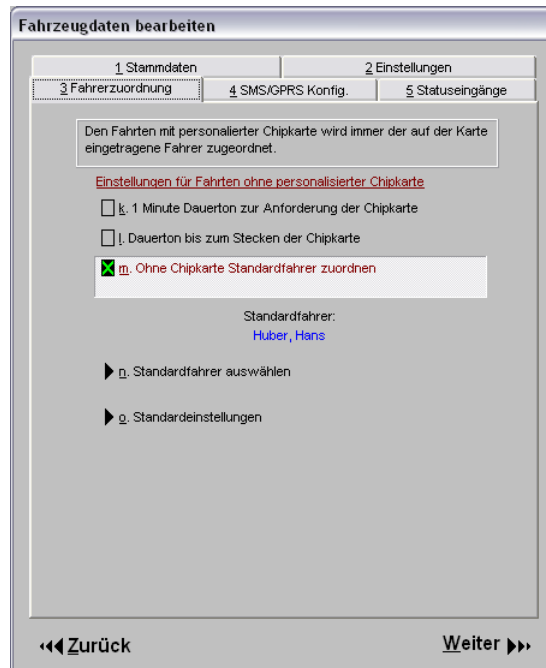 Fahrzeugdaten bearbeiten
1 Stammdaten
2 Einstellungen
3 Fahrerzuordnung
4 SMS/GPRS Konfig.
5 Statuseingänge
Den Fahrten mit personalierter Chipkarte wird immer der auf der Karte
eingetragene Fahrer zugeordnet.
Einstellungen für Fahrten ohne personalisierter Chipkarte
k. 1 Minute Dauerton zur Anforderung der Chipkarte
l. Dauerton bis zum Stecken der Chipkarte
m. Ohne Chipkarte Standardfahrer zuordnen
Standardfahrer:
Huber, Hans
n. Standardfahrer auswählen
o. Standardeinstellungen
Zurück
Weiter